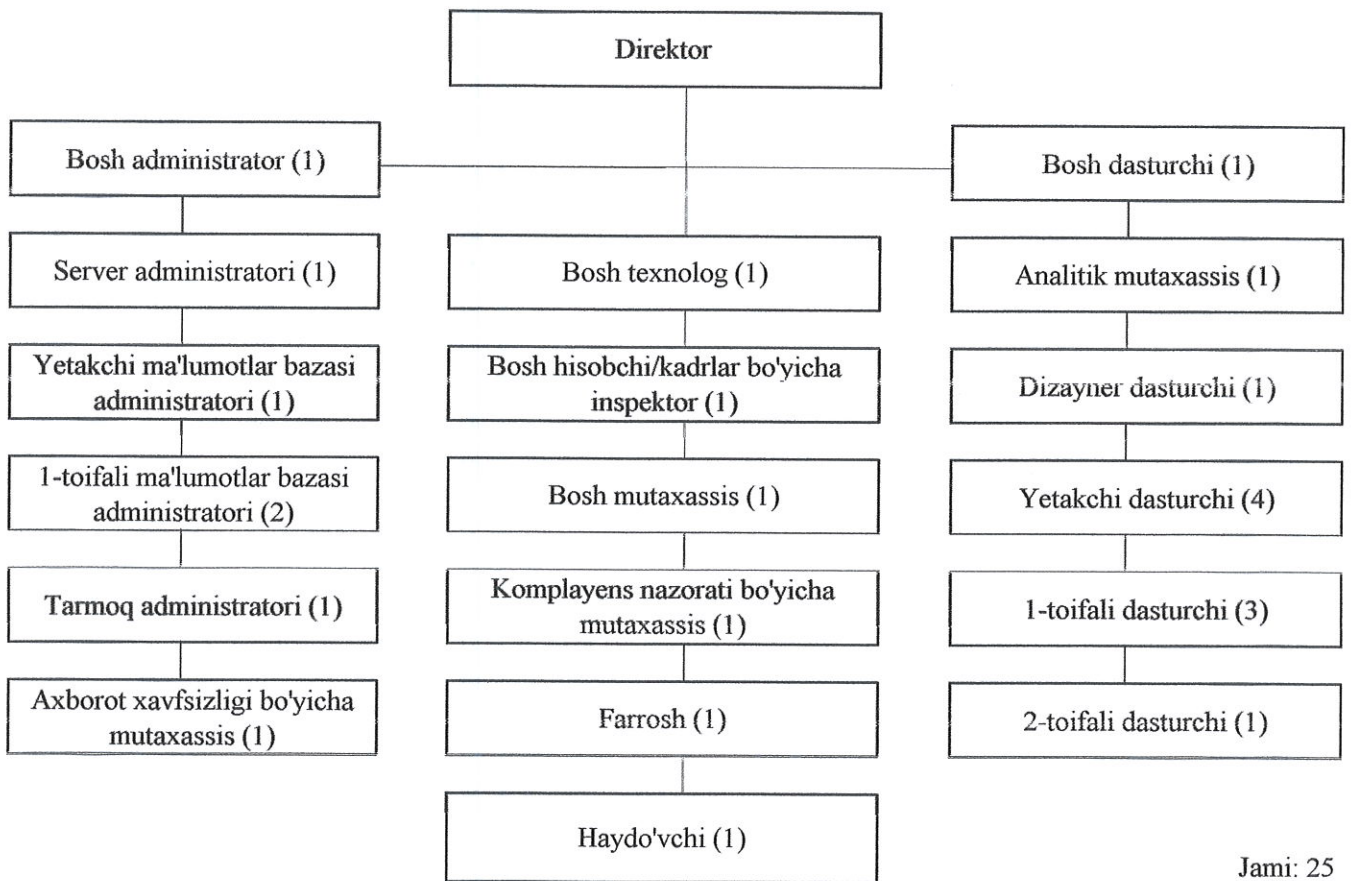 Direktor
Bosh administrator (1)
Server administratori (1)
Yetakchi ma'lumotlar bazasi
administratori (1)
1-toifali ma'lumotlar bazasi
administratori (2)
Tarmoq administratori (1)
Axborot xavfsizligi bo'yicha
mutaxassis (1)
Bosh texnolog (1)
Bosh hisobchi/kadrlar bo'yicha
inspektor (1)
Bosh mutaxassis (1)
Komplayens nazorati bo'yicha
mutaxassis (1)
Farrosh (1)
Haydo'vchi (1)
Bosh dasturchi (1)
Analitik mutaxassis (1)
Dizayner dasturchi (1)
Yetakchi dasturchi (4)
1-toifali dasturchi (3)
2-toifali dasturchi (1)
Jami: 25